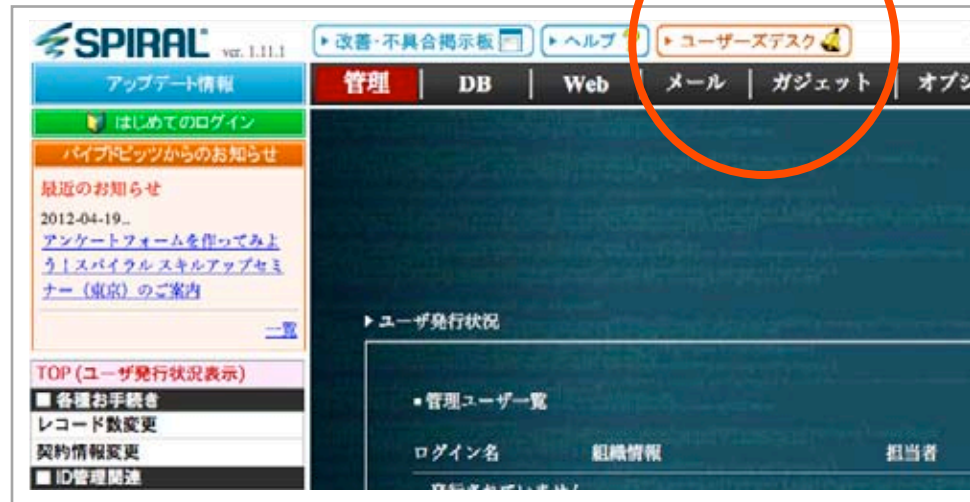 SPIRAL ver. 1.11.1
改善·不具合掲示板
ヘルプ
ユーザーズデスク
アップデート情報
管理
DB
Web
メール
ガジェット
オプシ
はじめてのログイン
パイプドビッツからのお知らせ
最近のお知らせ
2012-04-19..
アンケートフォームを作ってみよ
う！スパイラル スキルアップセミ
ナー（東京）のご案内
一覧
TOP (ユーザ発行状況表示)
■ 各種お手続き
レコード数変更
契約情報変更
■ ID管理関連
ユーザ発行状況
管理ユーザ一覧
ログイン名
組織情報
担当者
発行されていません